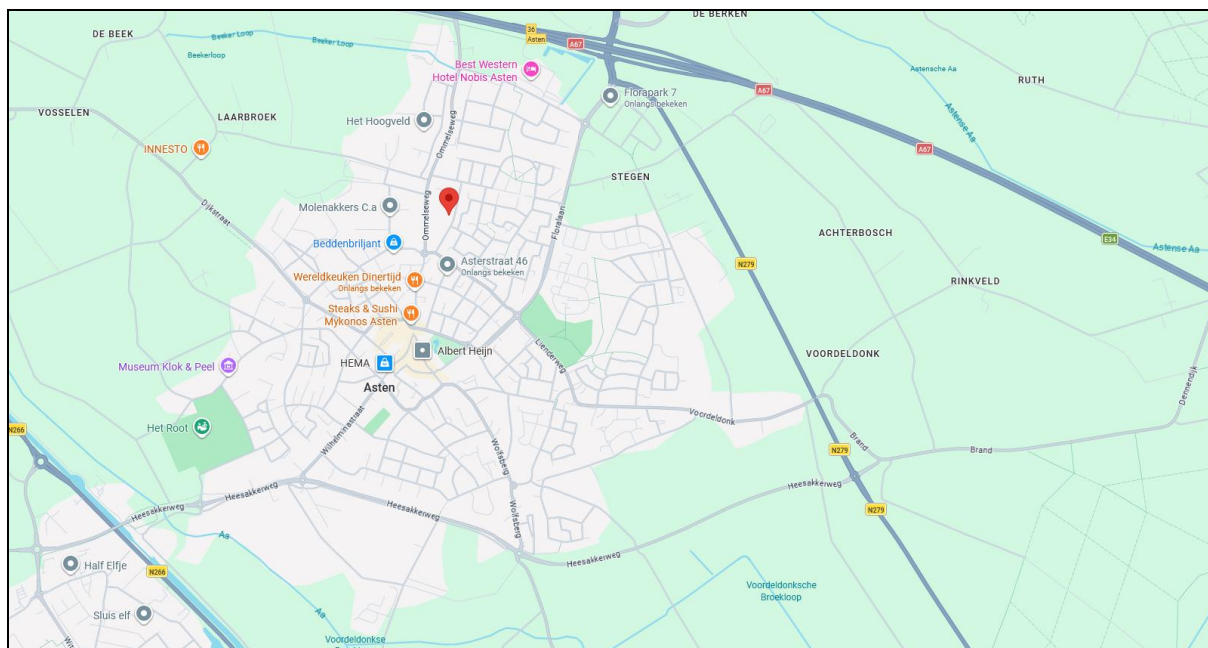 DE BERKEN
DE BEEK
Beeker Loop
Beeker Loop
Beekerloop
36
Asten
A67
Best Western
Hotel Nobis Asten
Astensche Aa
RUTH
A67
Florapark 7
Onlangs bekeken
VOSSELEN
LAARBROEK
Het Hoogveld
Ommelseweg
Astense Aa
INNESTO
A67
STEGEN
Dijkstraat
Molenakkers C.a
Ommelseweg
Floralaan
ACHTERBOSCH
E34
Astense Aa
Beddenbriljant
Asterstraat 46
Onlangs bekeken
N279
Wereldkeuken Dinertijd
Onlangs bekeken
RINKVELD
Steaks & Sushi
Mykonos Asten
Albert Heijn
Lienderweg
VOORDELDONK
HEMA
Museum Klok & Peel
Asten
Dennendijk
Voordeldonk
Het Root
Wilhelminastraat
N266
Wolfsberg
Brand
N279
Brand
Heesakkerweg
Heesakkerweg
Heesakkerweg
Heesakkerweg
Wolfsberg
N279
Aa
Heesakkerweg
Half Elfje
N266
Voordeldonksche
Broekloop
Sluis elf
Aa
Voordeldonkse